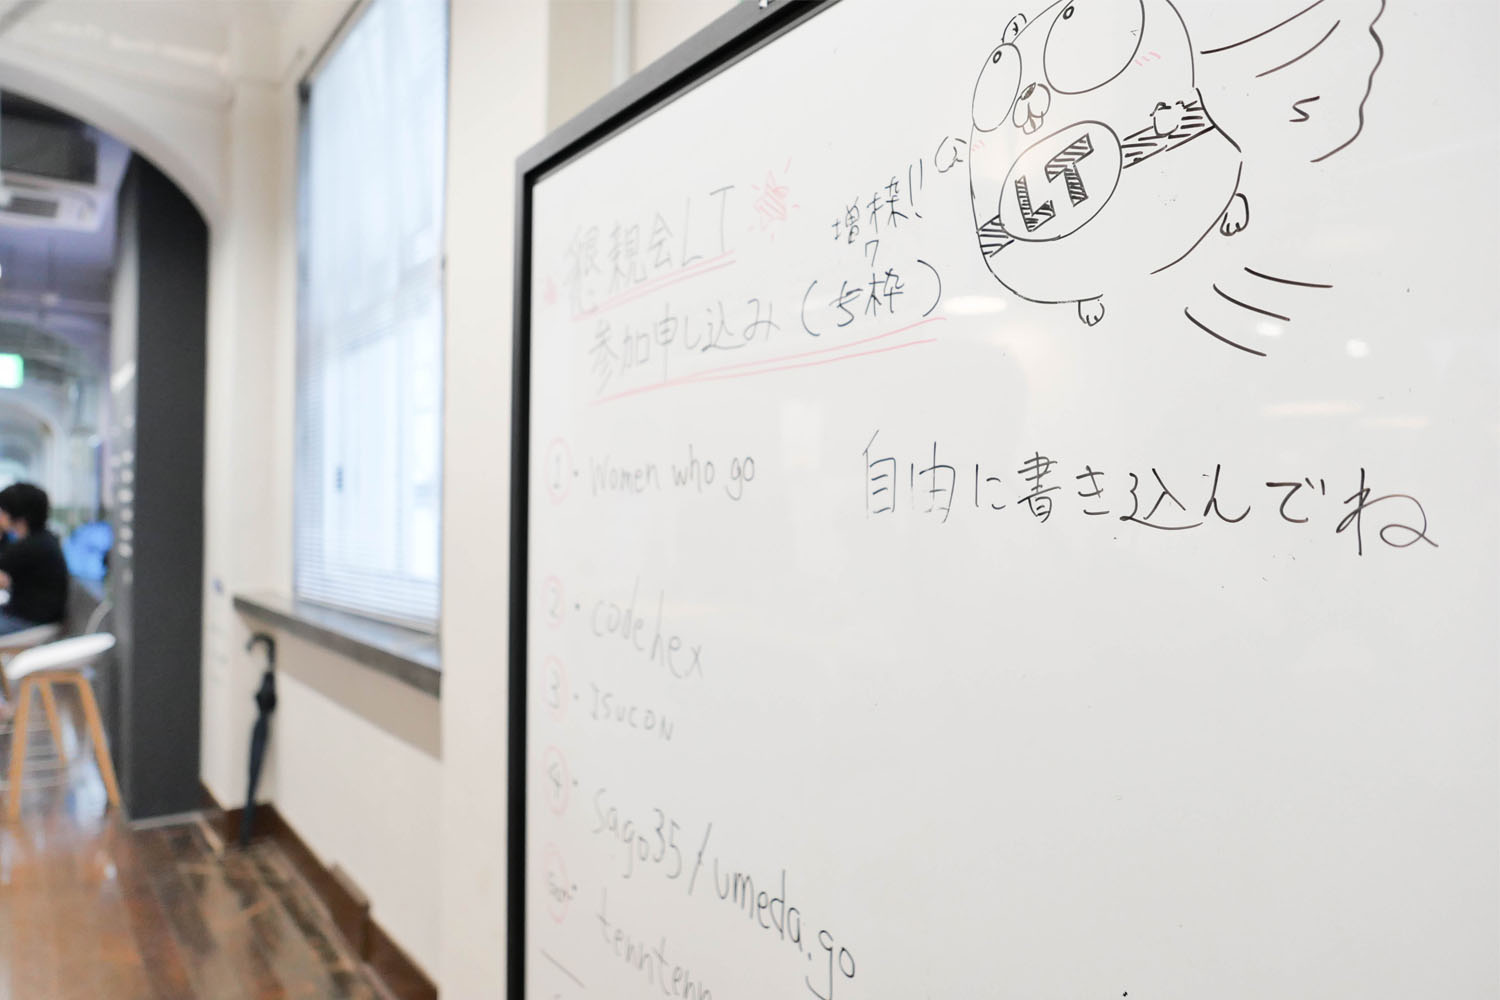 懇親会LT
増枠!!
7
参加申し込み(5枠)
LT
自由に書き込んでね
① ・ Women who go
② ・ codehex
③ ・ ISUCON
④ ・ sago35/umeda.go
tenntenn